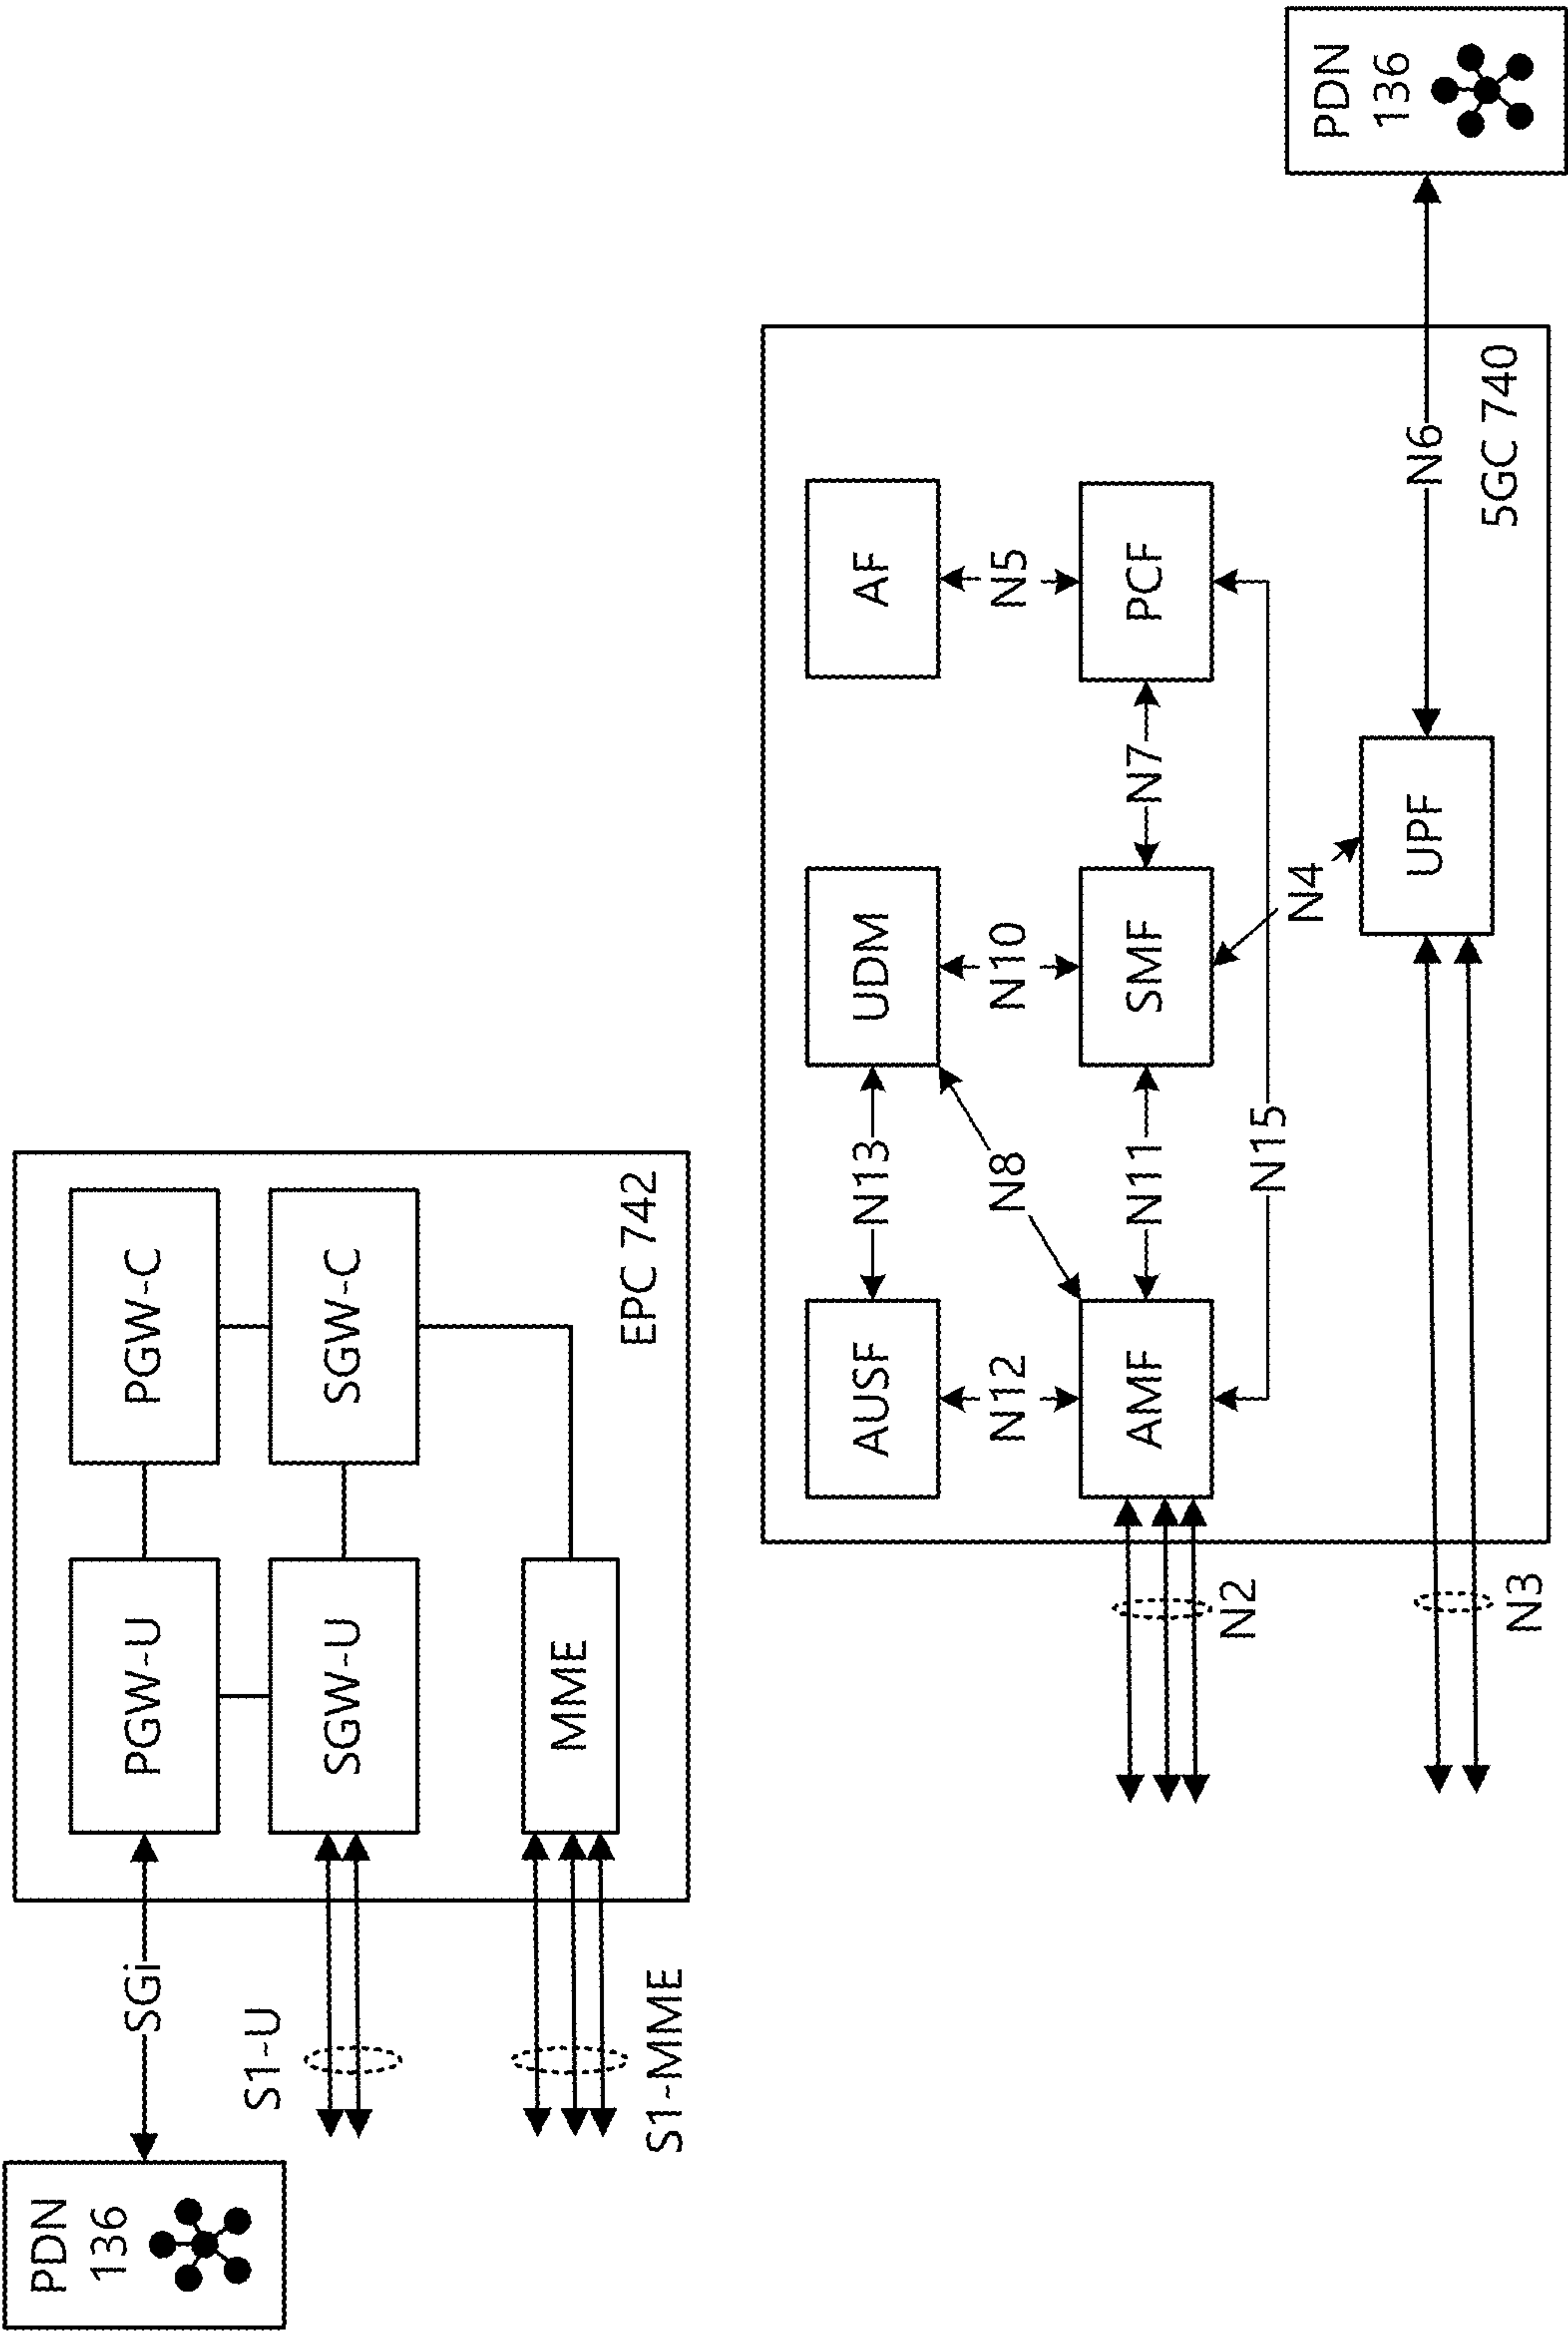 PDN
136
SGi
S1-U
S1-MME
PGW-U
PGW-C
SGW-U
SGW-C
MME
EPC 742
AUSF
N13
UDM
AF
N12
N8
N10
N5
AMF
N11
SMF
N7
PCF
N15
N4
N2
UPF
N6
N3
5GC 740
PDN
136